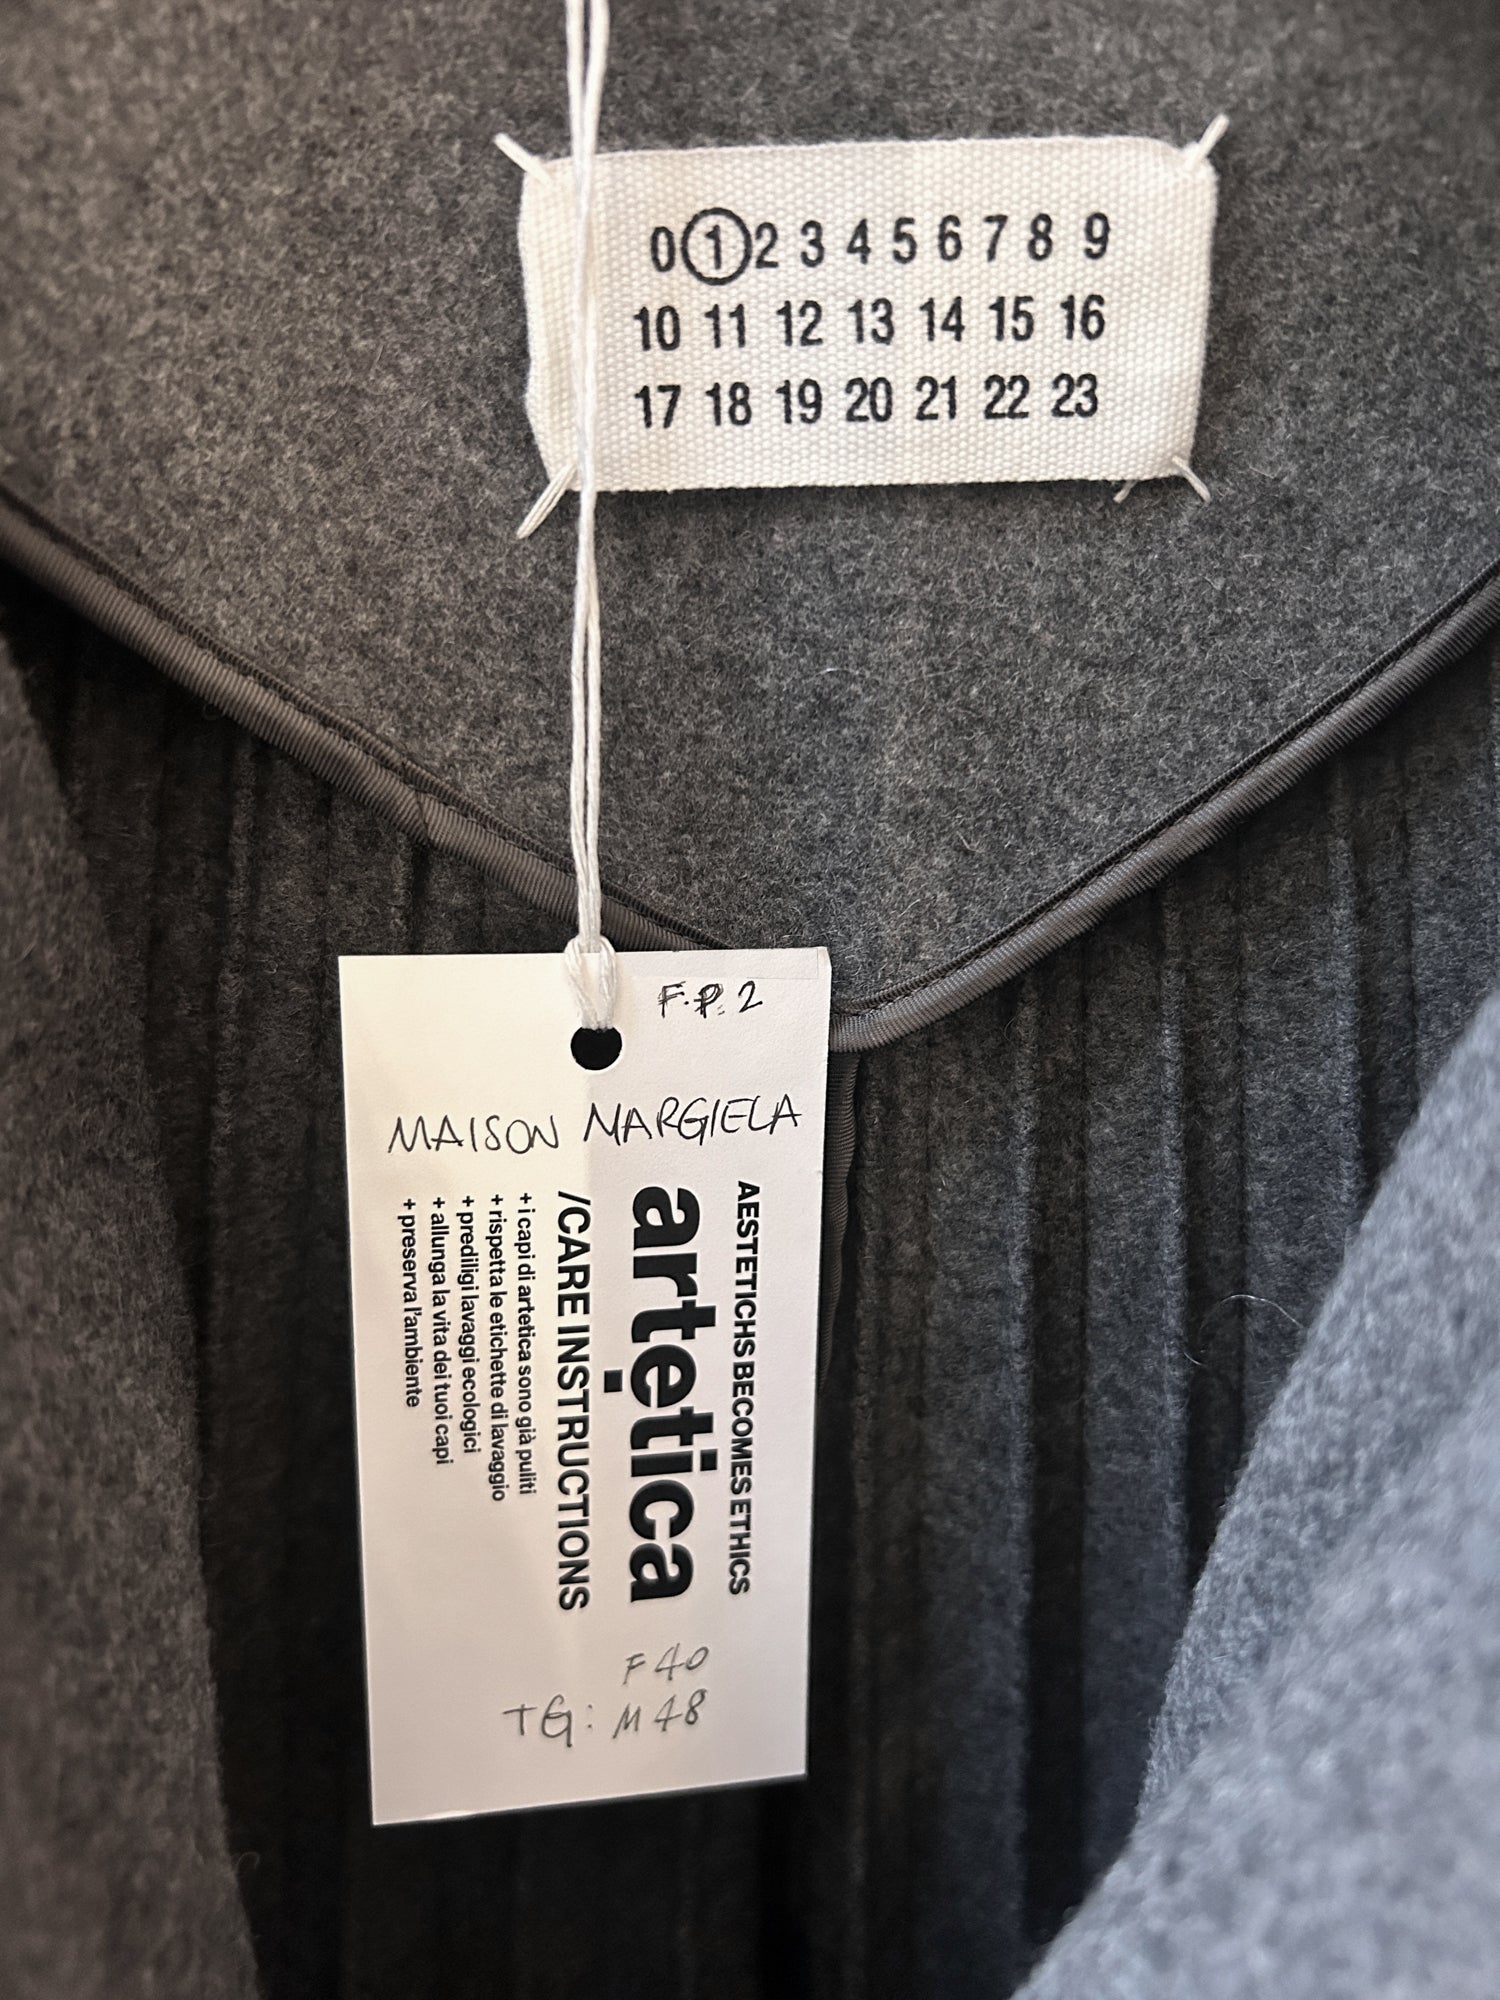 0 1 2 3 4 5 6 7 8 9
10 11 12 13 14 15 16
17 18 19 20 21 22 23
F.P. 2
MAISON MARGIELA
AESTETICHS BECOMES ETHICS
artetica
/CARE INSTRUCTIONS
+ i capi di artetica sono già puliti
+ rispetta le etichette di lavaggio
+ prediligi lavaggi ecologici
+ allunga la vita dei tuoi capi
+ preserva l'ambiente
F40
TG: M48